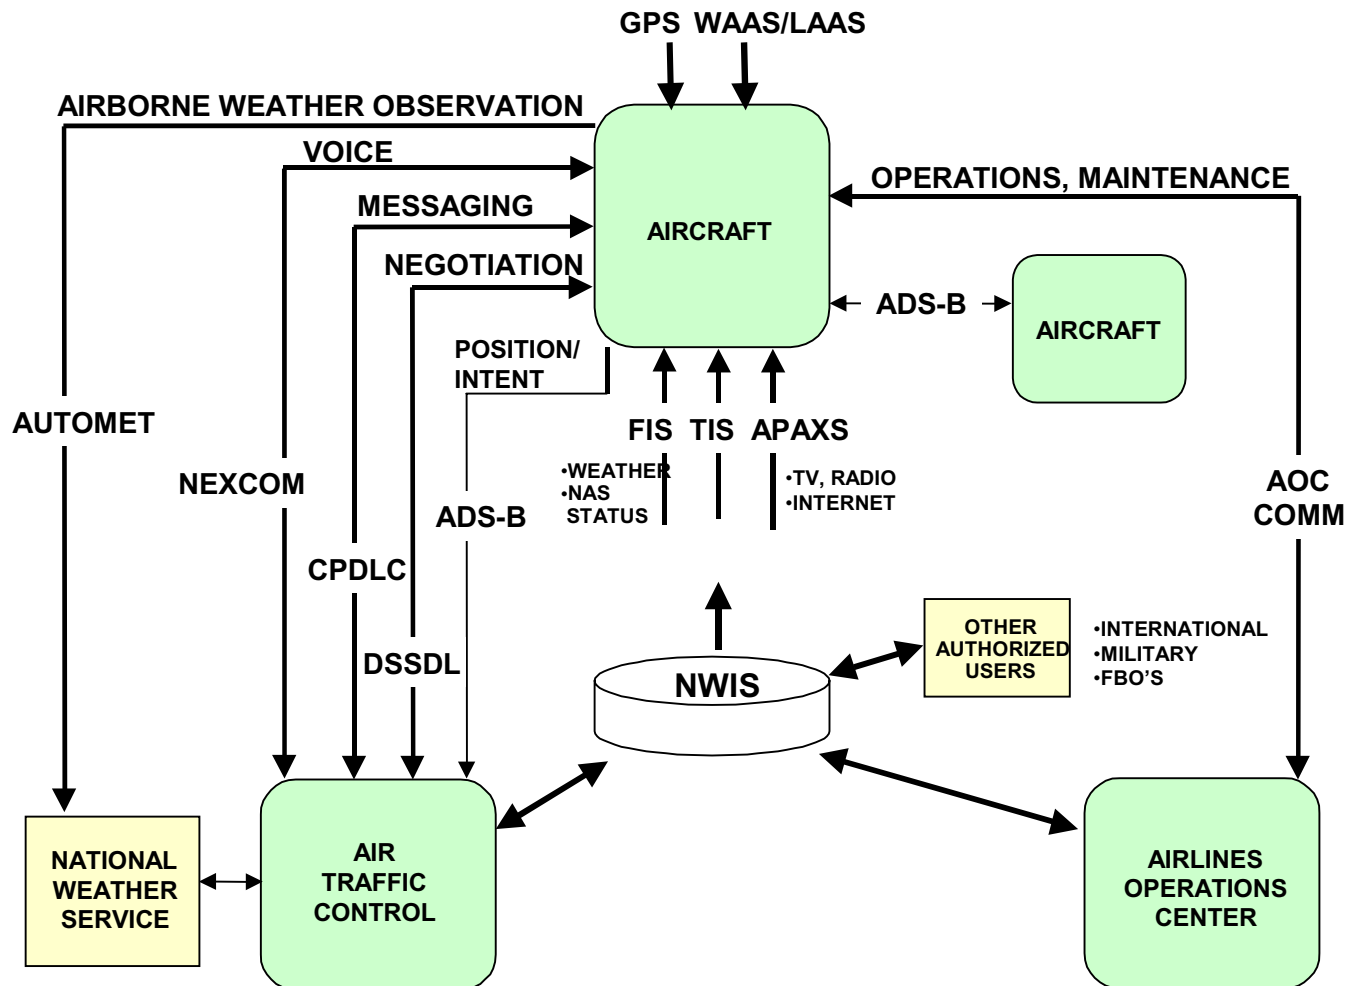 GPS WAAS/LAAS
AIRBORNE WEATHER OBSERVATION
VOICE
OPERATIONS, MAINTENANCE
MESSAGING
AIRCRAFT
NEGOTIATION
ADS-B
AIRCRAFT
POSITION/
INTENT
AUTOMET
FIS TIS APAXS
•WEATHER
•NAS
STATUS
•TV, RADIO
•INTERNET
NEXCOM
ADS-B
AOC
COMM
CPDLC
DSSDL
NWIS
OTHER
AUTHORIZED
USERS
•INTERNATIONAL
•MILITARY
•FBO'S
NATIONAL
WEATHER
SERVICE
AIR
TRAFFIC
CONTROL
AIRLINES
OPERATIONS
CENTER